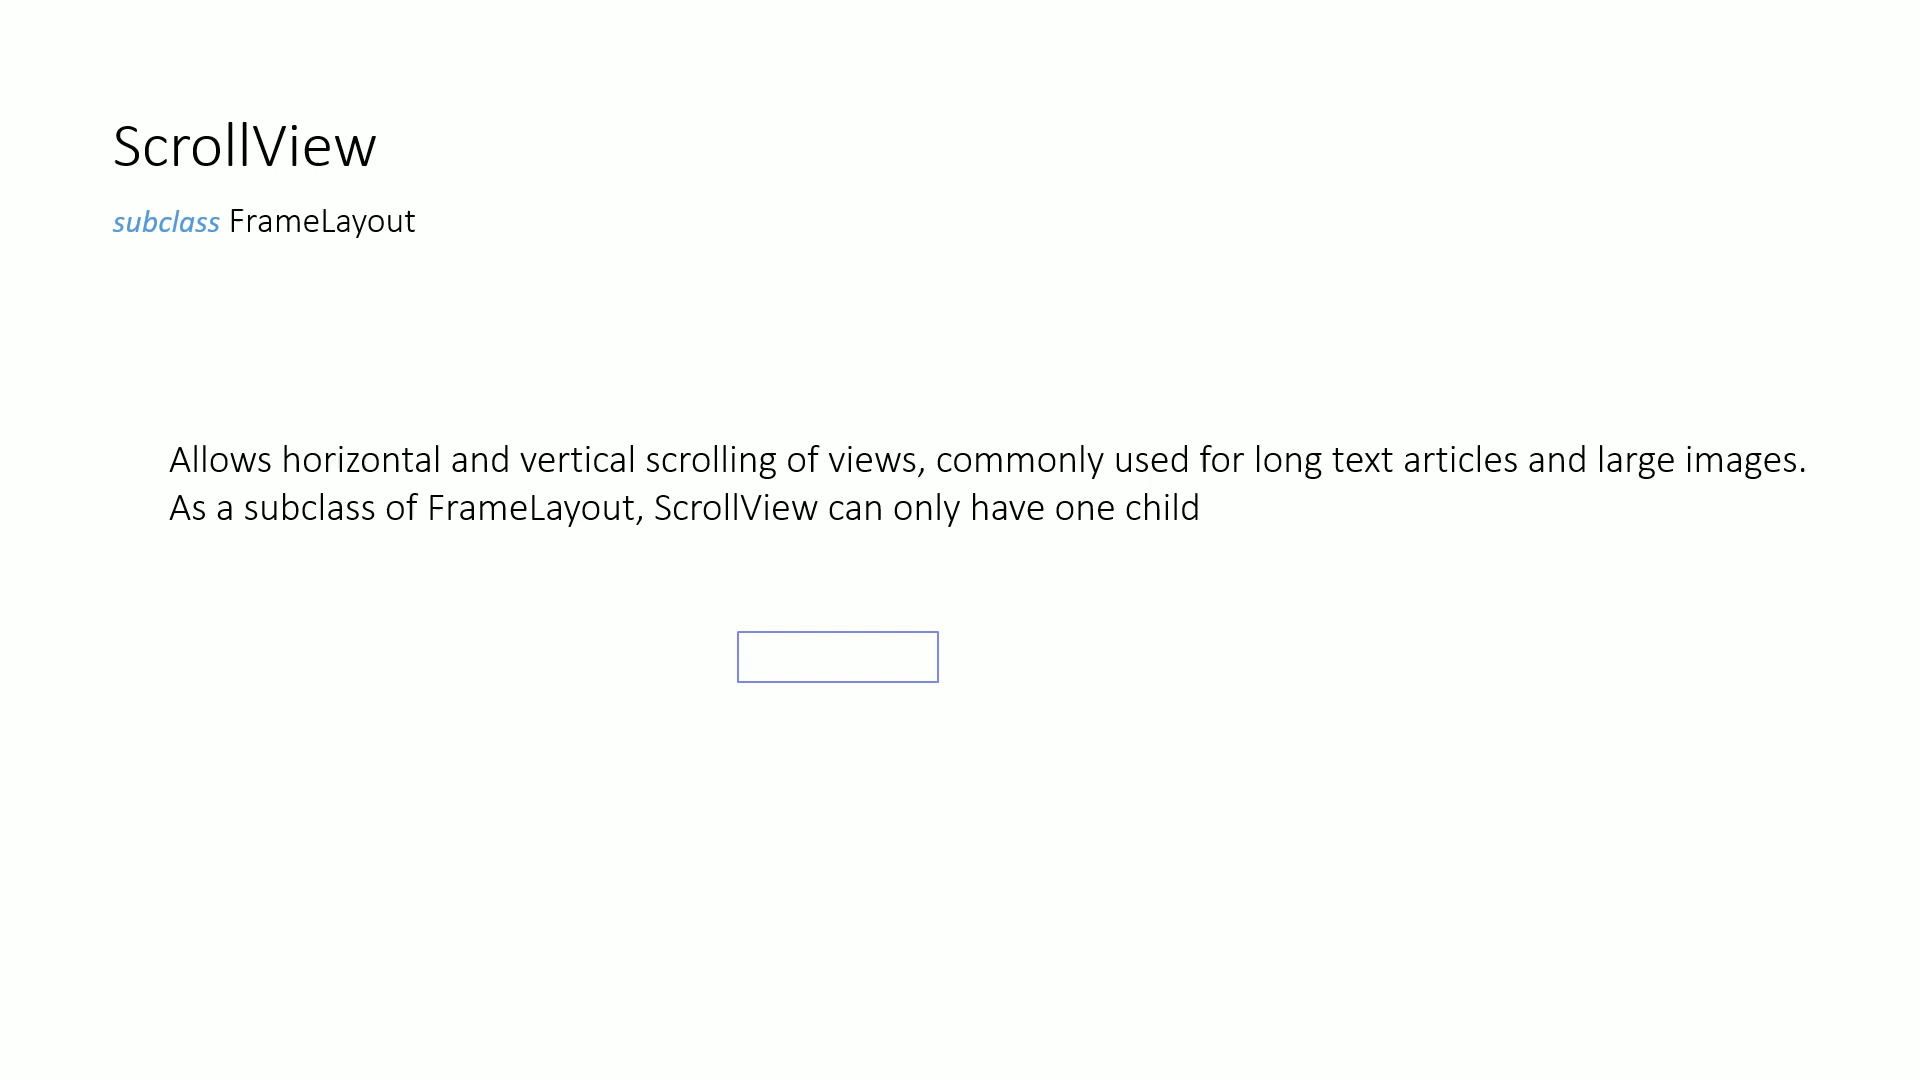 ScrollView
subclass FrameLayout
Allows horizontal and vertical scrolling of views, commonly used for long text articles and large images.
As a subclass of FrameLayout, ScrollView can only have one child